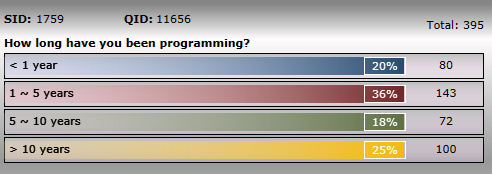 SID: 1759 QID: 11656 Total: 395
How long have you been programming?
< 1 year 20% 80
1 ~ 5 years 36% 143
5 ~ 10 years 18% 72
> 10 years 25% 100